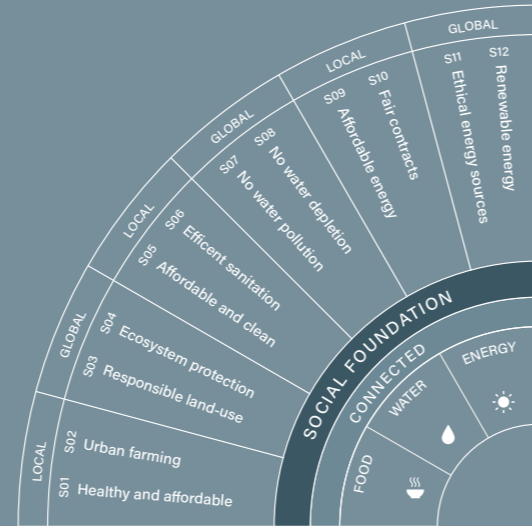 LOCAL
S01 Healthy and affordable
S02 Urban farming
GLOBAL
S03 Responsible land-use
S04 Ecosystem protection
LOCAL
S05 Affordable and clean
S06 Efficent sanitation
GLOBAL
S07 No water pollution
S08 No water depletion
LOCAL
S09 Affordable energy
S10 Fair contracts
GLOBAL
S11 Ethical energy sources
S12 Renewable energy
SOCIAL FOUNDATION
CONNECTED
FOOD
WATER
ENERGY